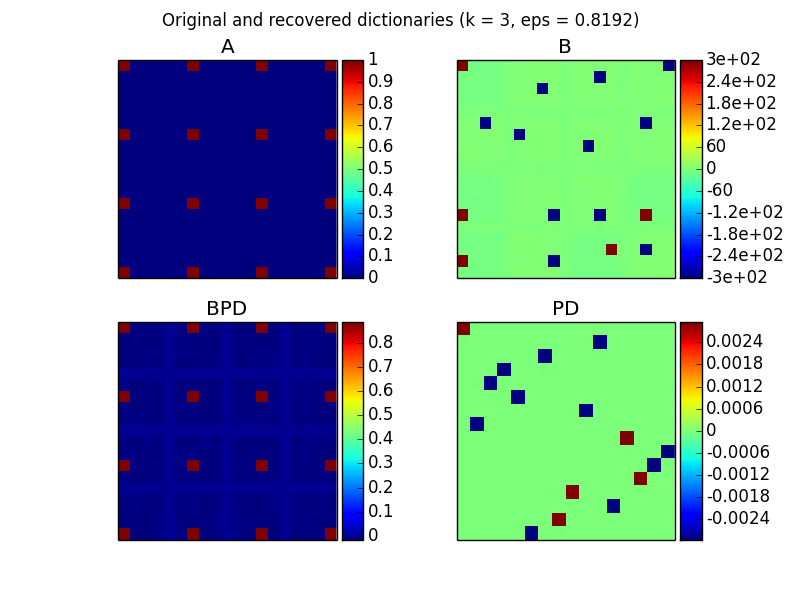 Original and recovered dictionaries (k = 3, eps = 0.8192)
A
1
0.9
0.8
0.7
0.6
0.5
0.4
0.3
0.2
0.1
0
B
3e+02
2.4e+02
1.8e+02
1.2e+02
60
0
-60
-1.2e+02
-1.8e+02
-2.4e+02
-3e+02
BPD
0.8
0.7
0.6
0.5
0.4
0.3
0.2
0.1
0
PD
0.0024
0.0018
0.0012
0.0006
0
-0.0006
-0.0012
-0.0018
-0.0024